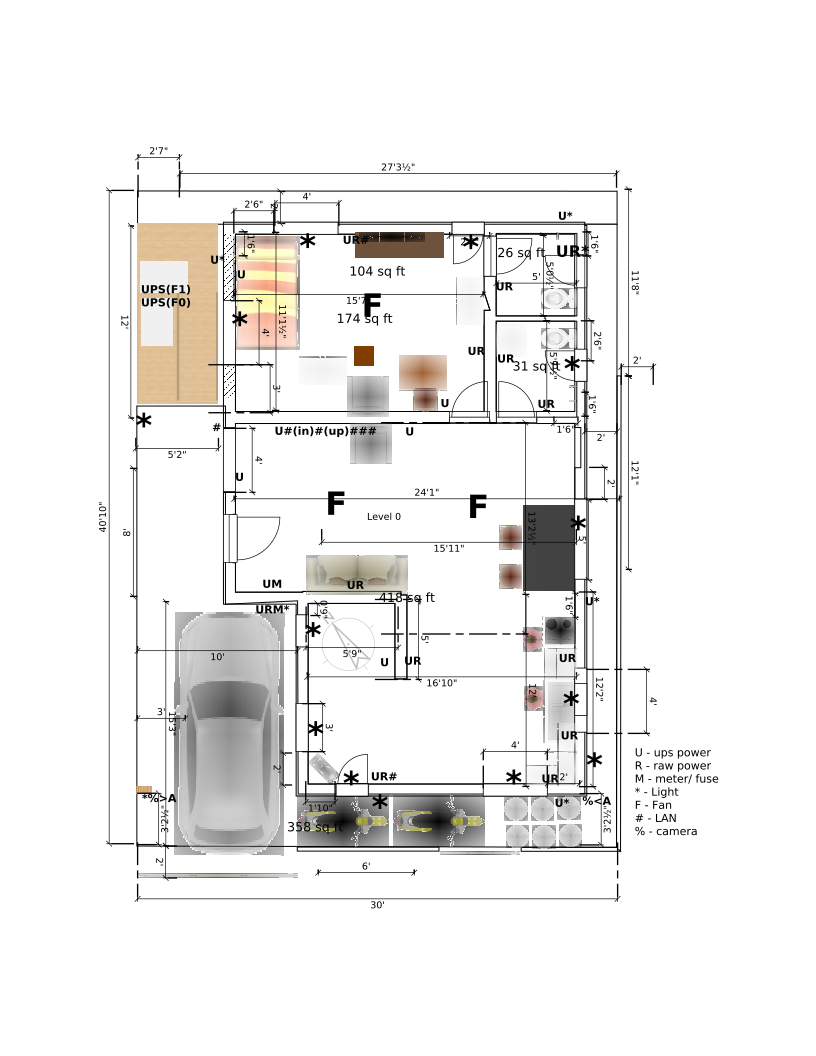 2'7"
27'3½"
4'
2'6"
U*
UR#
1'6"
26 sq ft
UR*
1'6"
U*
U
104 sq ft
5'
5'0½"
11'8"
UPS(F1)
UR
UPS(F0)
15'7
F
174 sq ft
11'1½"
12'
4'
2'6"
UR
UR
31 sq ft
5'0½"
2'
3'
U
UR
1'6"
#
U#(in)#(up)###
U
1'6"
2'
5'2"
4'
U
2'
12'1"
24'1"
F
F
Level 0
13'2½"
40'10"
8'
15'11"
5'
UM
UR
418 sq ft
URM*
0'9"
1'6"
U*
5'
10'
5'9"
U
UR
UR
16'10"
12'
12'2"
4'
3'
15'3"
3'
UR
4'
2'
UR#
UR
2'
U - ups power
R - raw power
M - meter/ fuse
* - Light
F - Fan
# - LAN
% - camera
*%>A
1'10"
U*
%<A
3'2½"
358 sq ft
3'2½"
2'
6'
30'